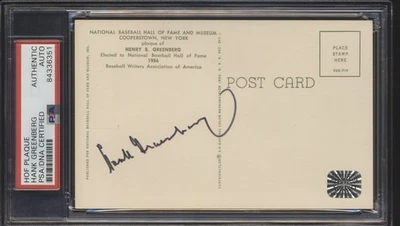 HOF PLAQUE
HANK GREENBERG
PSA/DNA CERTIFIED
AUTHENTIC
AUTO
84336351
PSA
NATIONAL BASEBALL HALL OF FAME AND MUSEUM
COOPERSTOWN, NEW YORK
plaque of
HENRY B. GREENBERG
Elected to National Baseball Hall of Fame
1956
Baseball Writers Association of America
POST CARD
PLACE
STAMP
HERE
Hank Greenberg